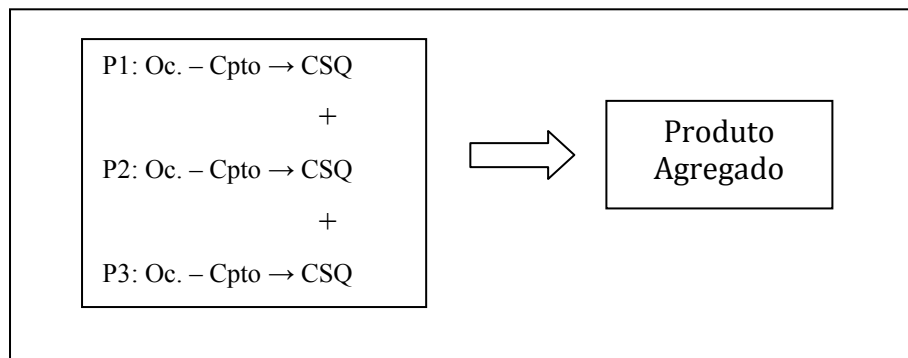 P1: Oc. – Cpto → CSQ
+
P2: Oc. – Cpto → CSQ
+
P3: Oc. – Cpto → CSQ
Produto
Agregado